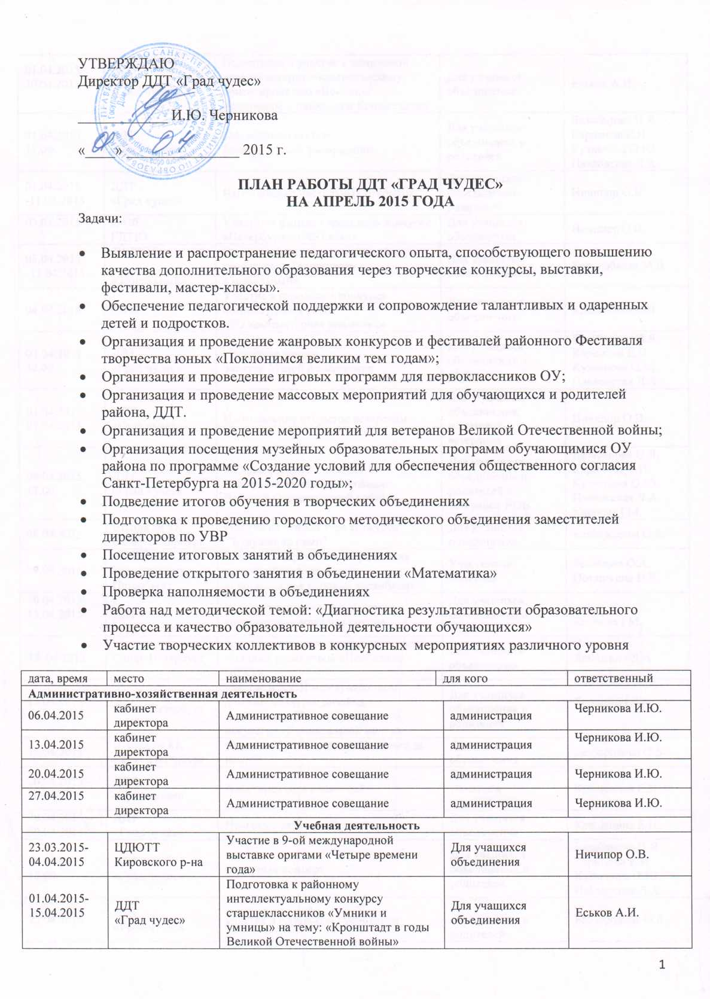 УТВЕРЖДАЮ
Директор ДДТ «Град чудес»
____________ И.Ю. Черникова
«____» ________________ 2015 г.
ПЛАН РАБОТЫ ДДТ «ГРАД ЧУДЕС»
НА АПРЕЛЬ 2015 ГОДА
Задачи:
• Выявление и распространение педагогического опыта, способствующего повышению
качества дополнительного образования через творческие конкурсы, выставки,
фестивали, мастер-классы».
• Обеспечение педагогической поддержки и сопровождение талантливых и одаренных
детей и подростков.
• Организация и проведение жанровых конкурсов и фестивалей районного Фестиваля
творчества юных «Поклонимся великим тем годам»;
• Организация и проведение игровых программ для первоклассников ОУ;
• Организация и проведение массовых мероприятий для обучающихся и родителей
района, ДДТ.
• Организация и проведение мероприятий для ветеранов Великой Отечественной войны;
• Организация посещения музейных образовательных программ обучающимися ОУ
района по программе «Создание условий для обеспечения общественного согласия
Санкт-Петербурга на 2015-2020 годы»;
• Подведение итогов обучения в творческих объединениях
• Подготовка к проведению городского методического объединения заместителей
директоров по УВР
• Посещение итоговых занятий в объединениях
• Проведение открытого занятия в объединении «Математика»
• Проверка наполняемости в объединениях
• Работа над методической темой: «Диагностика результативности образовательного
процесса и качество образовательной деятельности обучающихся»
• Участие творческих коллективов в конкурсных мероприятиях различного уровня
дата, время место наименование для кого ответственный
Административно-хозяйственная деятельность
06.04.2015 кабинет
директора Административное совещание администрация Черникова И.Ю.
13.04.2015 кабинет
директора Административное совещание администрация Черникова И.Ю.
20.04.2015 кабинет
директора Административное совещание администрация Черникова И.Ю.
27.04.2015 кабинет
директора Административное совещание администрация Черникова И.Ю.
Учебная деятельность
23.03.2015-
04.04.2015
ЦДЮТТ
Кировского р-на
Участие в 9-ой международной
выставке оригами «Четыре времени
года»
Для учащихся
объединения
Ничипор О.В.
01.04.2015-
15.04.2015
ДДТ
«Град чудес»
Подготовка к районному
интеллектуальному конкурсу
старшеклассников «Умники и
умницы» на тему: «Кронштадт в годы
Великой Отечественной войны»
Для учащихся
объединения
Еськов А.И.
1